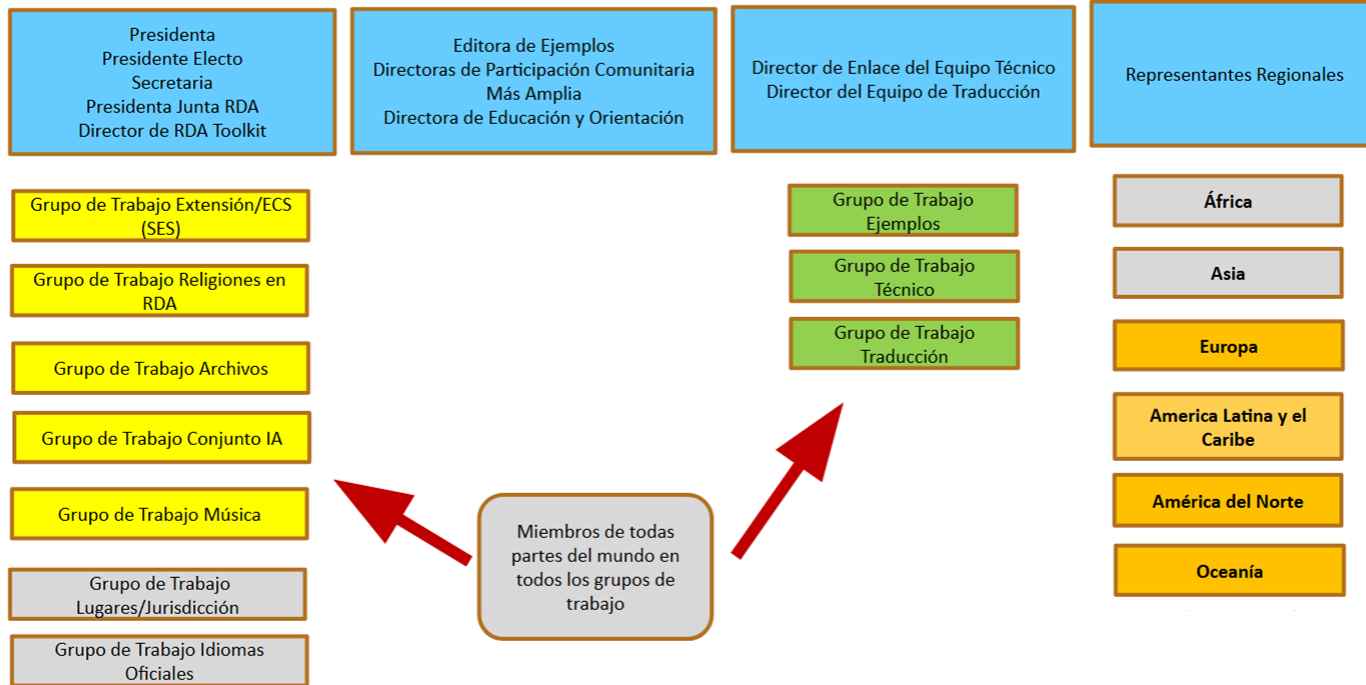 Presidenta
Presidente Electo
Secretaria
Presidenta Junta RDA
Director de RDA Toolkit
Editora de Ejemplos
Directoras de Participación Comunitaria
Más Amplia
Directora de Educación y Orientación
Director de Enlace del Equipo Técnico
Director del Equipo de Traducción
Representantes Regionales
Grupo de Trabajo Extensión/ECS
(SES)
Grupo de Trabajo Religiones en
RDA
Grupo de Trabajo Archivos
Grupo de Trabajo Conjunto IA
Grupo de Trabajo Música
Grupo de Trabajo
Lugares/Jurisdicción
Grupo de Trabajo Idiomas
Oficiales
Miembros de todas
partes del mundo en
todos los grupos de
trabajo
Grupo de Trabajo
Ejemplos
Grupo de Trabajo
Técnico
Grupo de Trabajo
Traducción
África
Asia
Europa
America Latina y el
Caribe
América del Norte
Oceanía